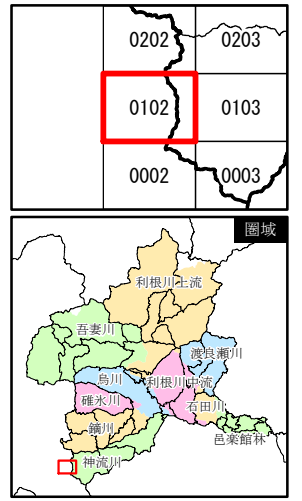 0202 0203
0102 0103
0002 0003
圏域
利根川上流
吾妻川
渡良瀬川
烏川 利根川中流
碓氷川
石田川
鏑川
邑楽館林
神流川